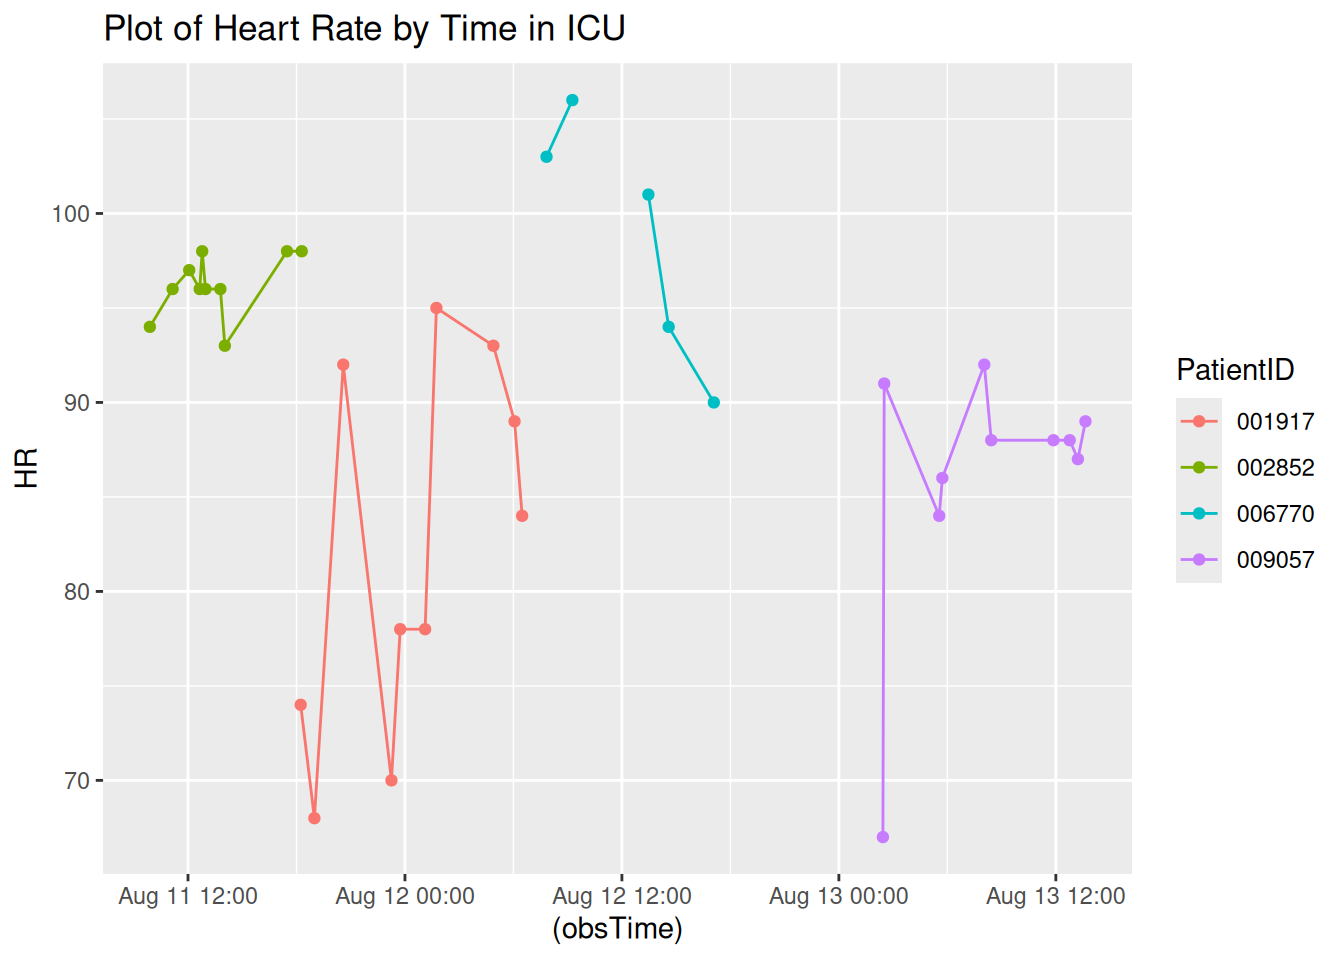 Plot of Heart Rate by Time in ICU
HR
100
90
80
70
Aug 11 12:00 Aug 12 00:00 Aug 12 12:00 Aug 13 00:00 Aug 13 12:00
(obsTime)
PatientID
001917
002852
006770
009057